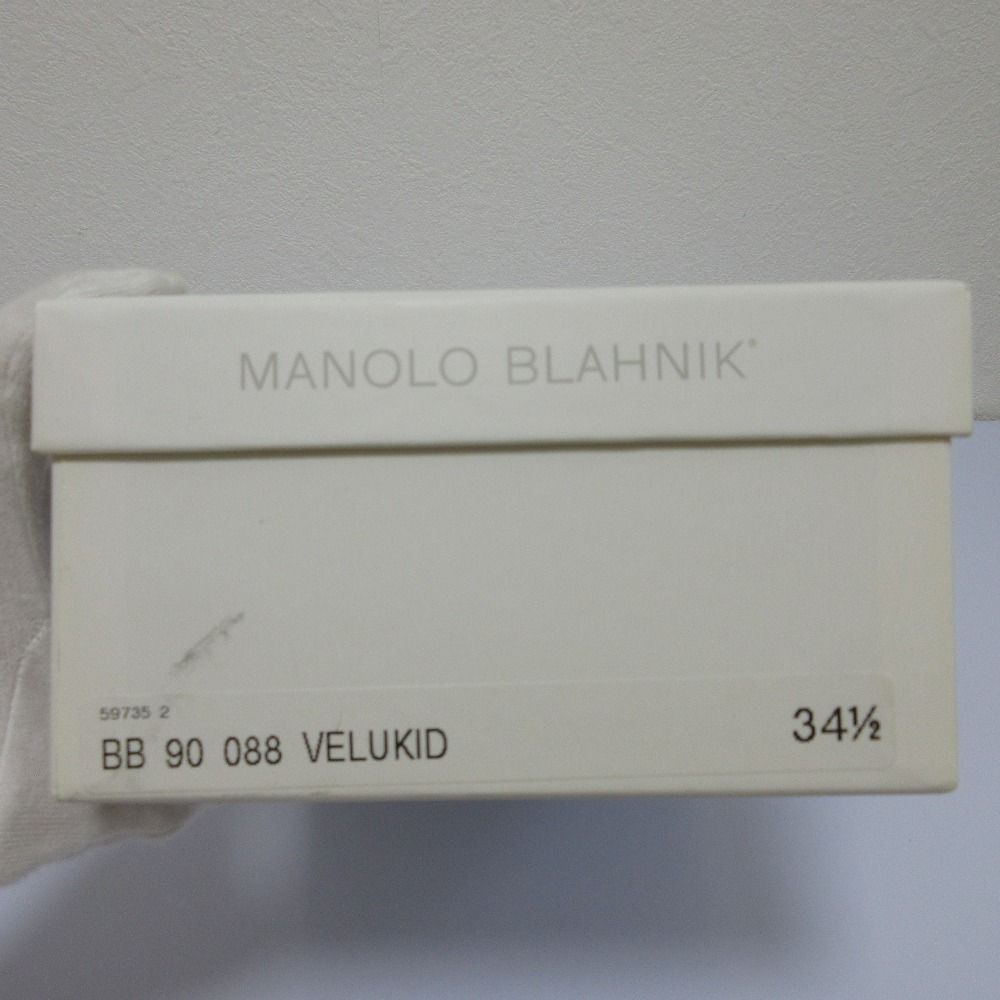 MANOLO BLAHNIK®
59735 2
BB 90 088 VELUKID
34½